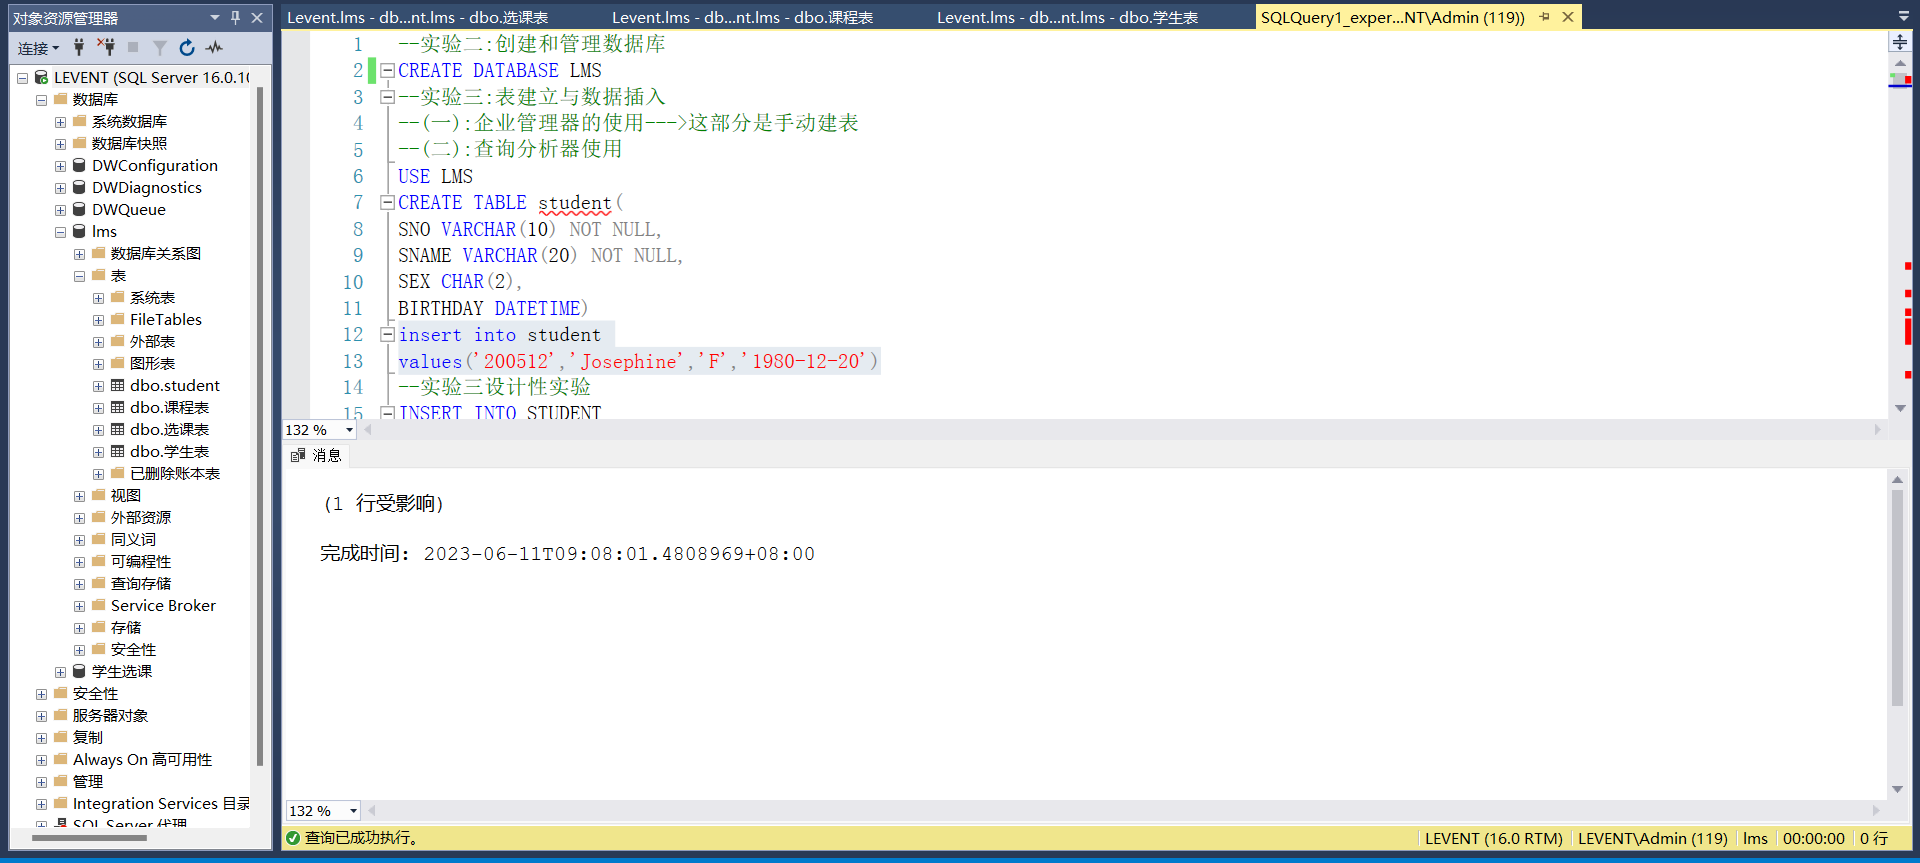 对象资源管理器
连接
LEVENT (SQL Server 16.0.10
数据库
系统数据库
数据库快照
DWConfiguration
DWDiagnostics
DWQueue
lms
数据库关系图
表
系统表
FileTables
外部表
图形表
dbo.student
dbo.课程表
dbo.选课表
dbo.学生表
已删除账本表
视图
外部资源
同义词
可编程性
查询存储
Service Broker
存储
安全性
学生选课
安全性
服务器对象
复制
Always On 高可用性
管理
Integration Services 目录
SQL Server 代理
Levent.lms - db...nt.lms - dbo.选课表
Levent.lms - db...nt.lms - dbo.课程表
Levent.lms - db...nt.lms - dbo.学生表
SQLQuery1_exper...NT\Admin (119))
1 --实验二:创建和管理数据库
2 CREATE DATABASE LMS
3 --实验三:表建立与数据插入
4 --(一):企业管理器的使用--->这部分是手动建表
5 --(二):查询分析器使用
6 USE LMS
7 CREATE TABLE student(
8 SNO VARCHAR(10) NOT NULL,
9 SNAME VARCHAR(20) NOT NULL,
10 SEX CHAR(2),
11 BIRTHDAY DATETIME)
12 insert into student
13 values('200512','Josephine','F','1980-12-20')
14 --实验三设计性实验
15 INSERT INTO STUDENT
132 %
消息
(1 行受影响)
完成时间: 2023-06-11T09:08:01.4808969+08:00
132 %
查询已成功执行。
LEVENT (16.0 RTM)
LEVENT\Admin (119)
lms
00:00:00
0 行